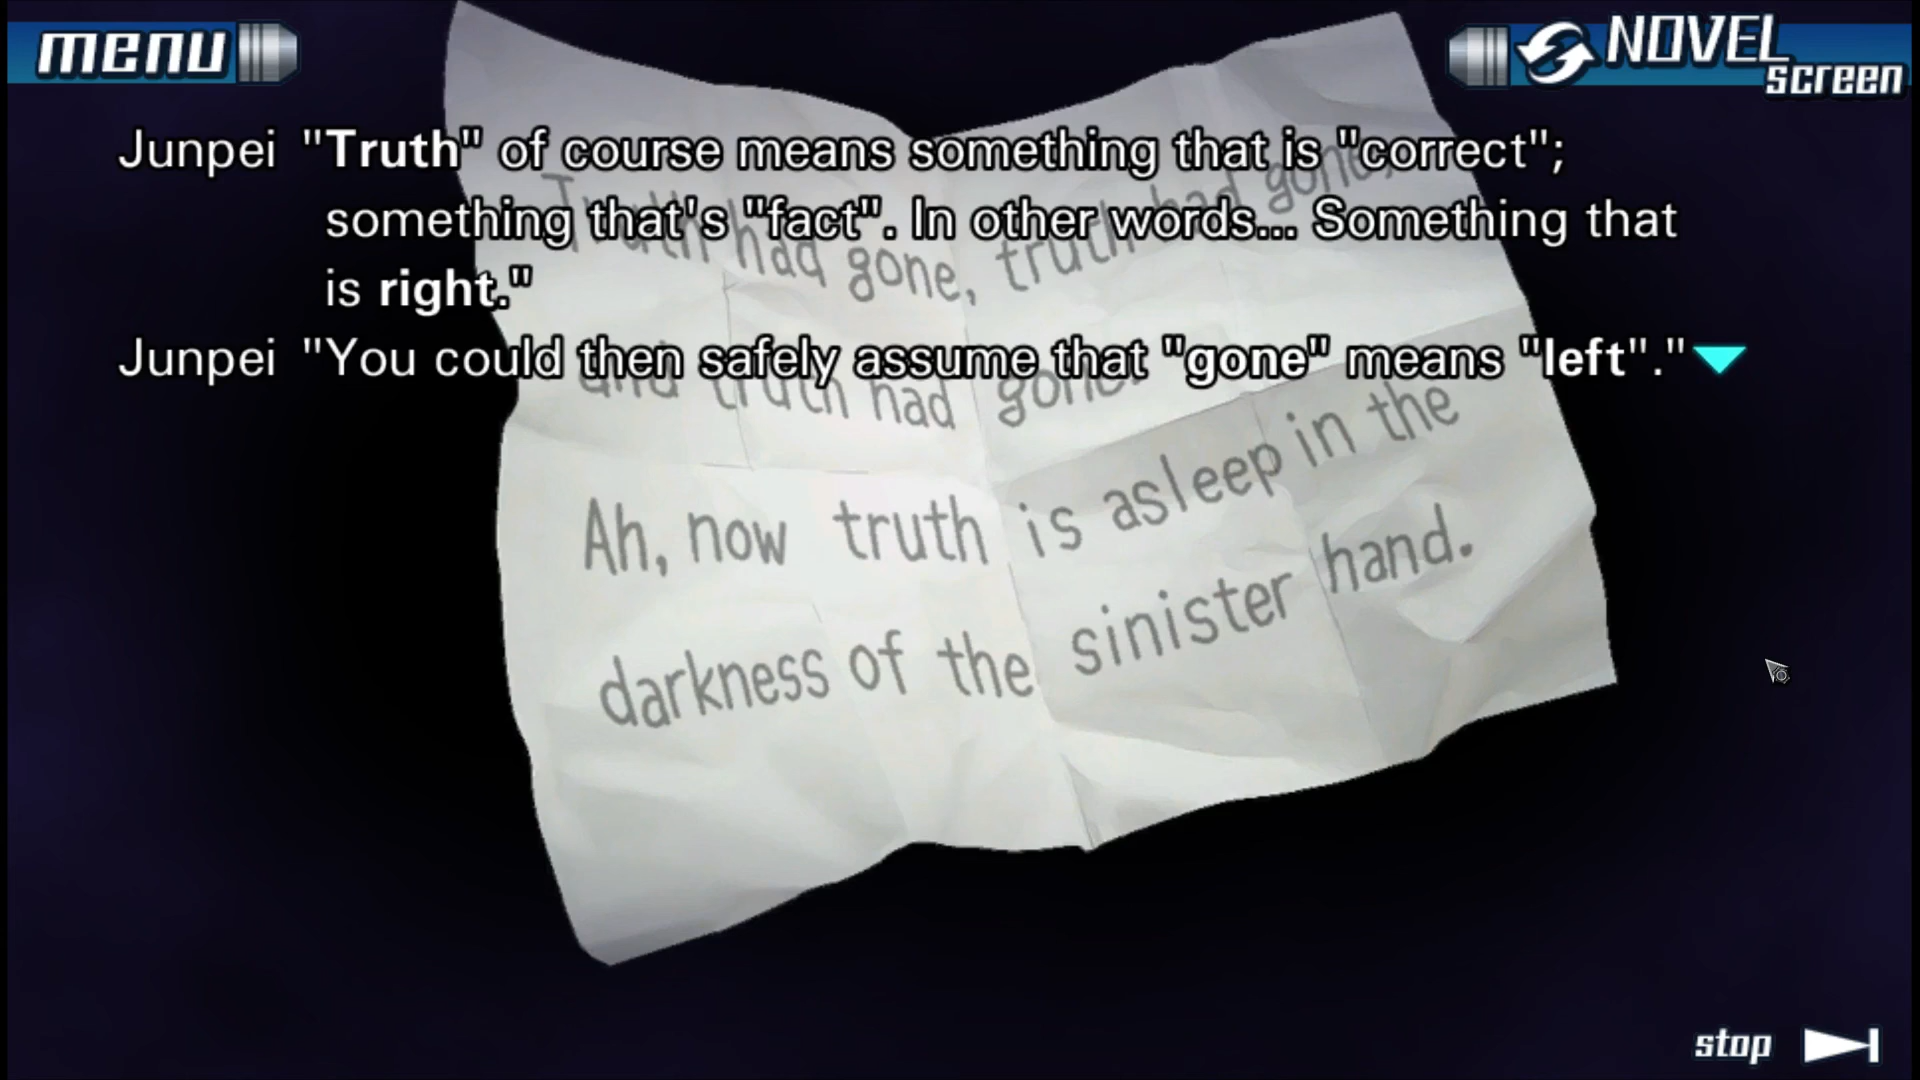 menu
NOVEL
screen
Junpei "Truth" of course means something that is "correct";
something that's "fact". In other words... Something that
is right."
Junpei "You could then safely assume that "gone" means "left"."
Truth had gone, truth had gone,
and truth had gone.
Ah, now truth is asleep in the
darkness of the sinister hand.
stop